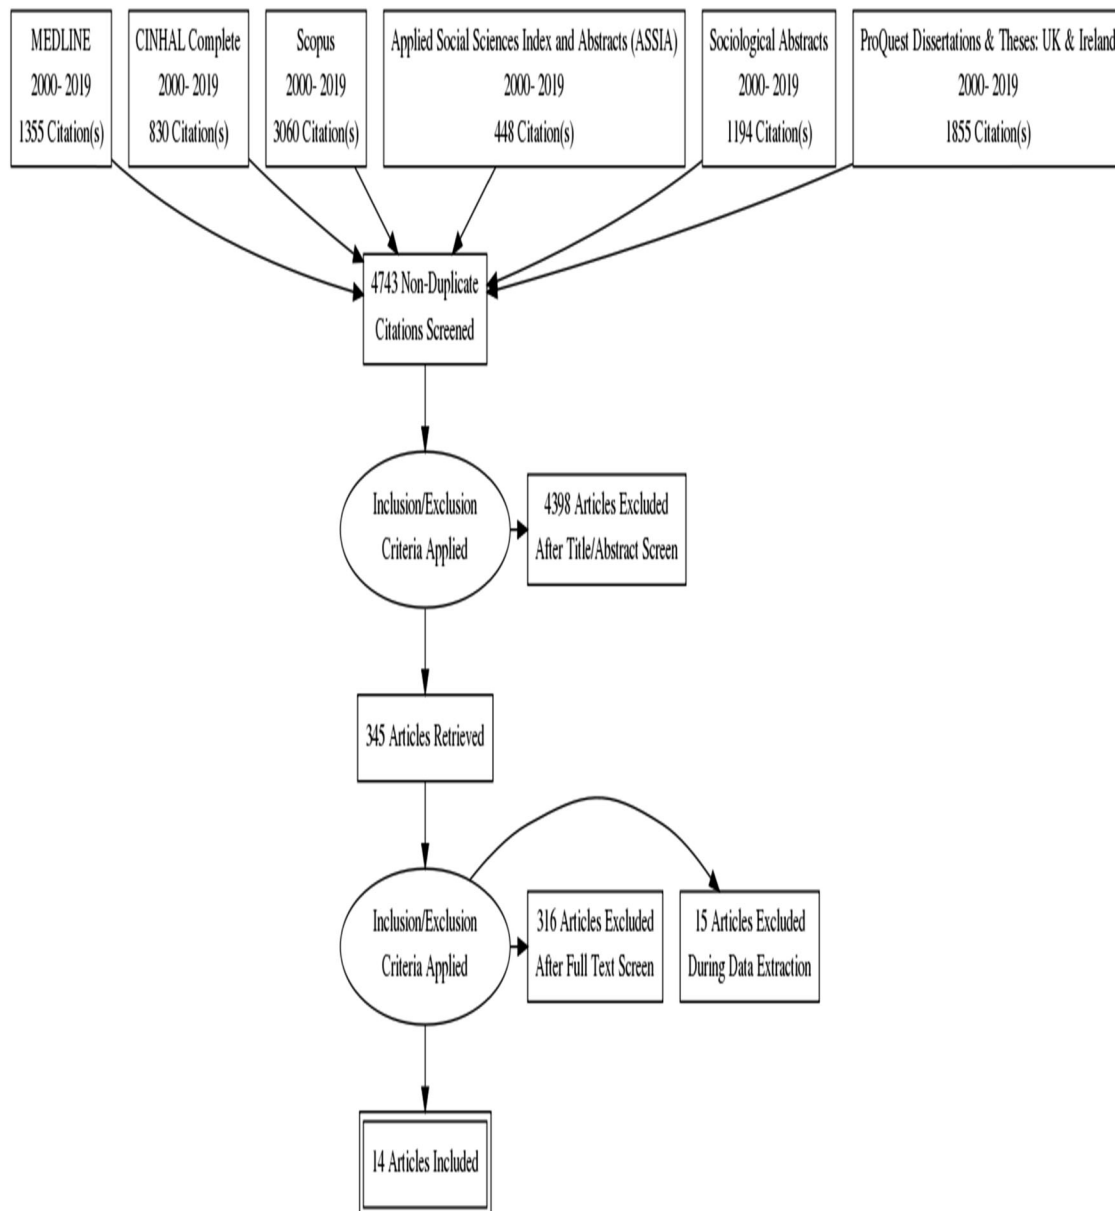 MEDLINE
2000- 2019
1355 Citation(s)
CINHAL Complete
2000- 2019
830 Citation(s)
Scopus
2000- 2019
3060 Citation(s)
Applied Social Sciences Index and Abstracts (ASSIA)
2000- 2019
448 Citation(s)
Sociological Abstracts
2000- 2019
1194 Citation(s)
ProQuest Dissertations & Theses: UK & Ireland
2000- 2019
1855 Citation(s)
4743 Non-Duplicate
Citations Screened
Inclusion/Exclusion
Criteria Applied
4398 Articles Excluded
After Title/Abstract Screen
345 Articles Retrieved
Inclusion/Exclusion
Criteria Applied
316 Articles Excluded
After Full Text Screen
15 Articles Excluded
During Data Extraction
14 Articles Included